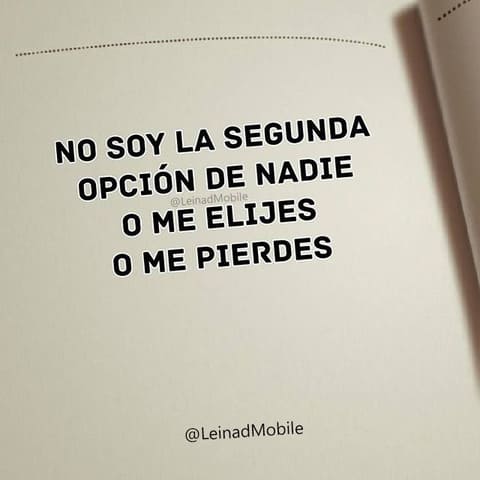 NO SOY LA SEGUNDA
OPCIÓN DE NADIE
@LeinadMobile
O ME ELIJES
O ME PIERDES
@LeinadMobile